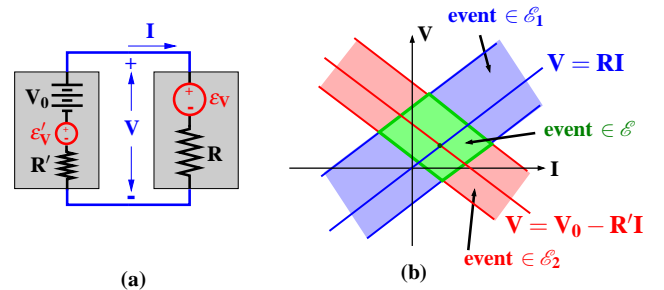 I
+
V₀
ε′V
+
-
R′
V
-
+
εV
-
R
(a)
V
event ∈ ℰ₁
V = RI
event ∈ ℰ
I
V = V₀ − R′I
event ∈ ℰ₂
(b)